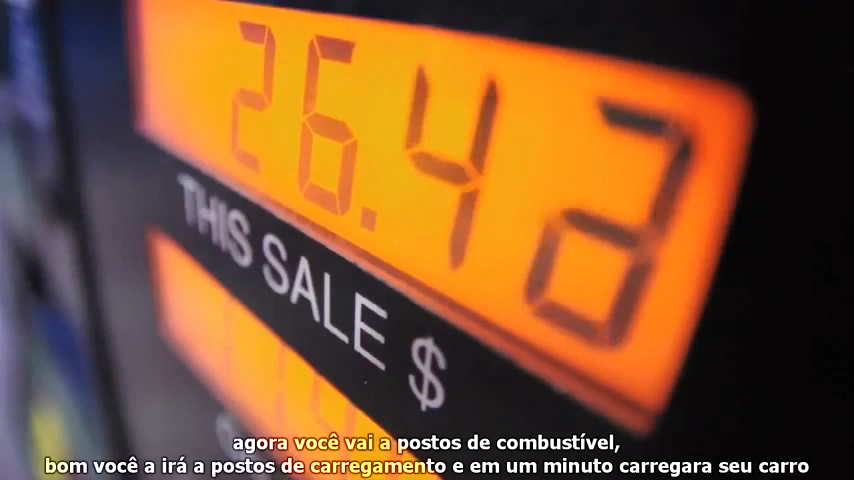 26.4
THIS SALE $
agora você vai a postos de combustível,
bom você a irá a postos de carregamento e em um minuto carregara seu carro